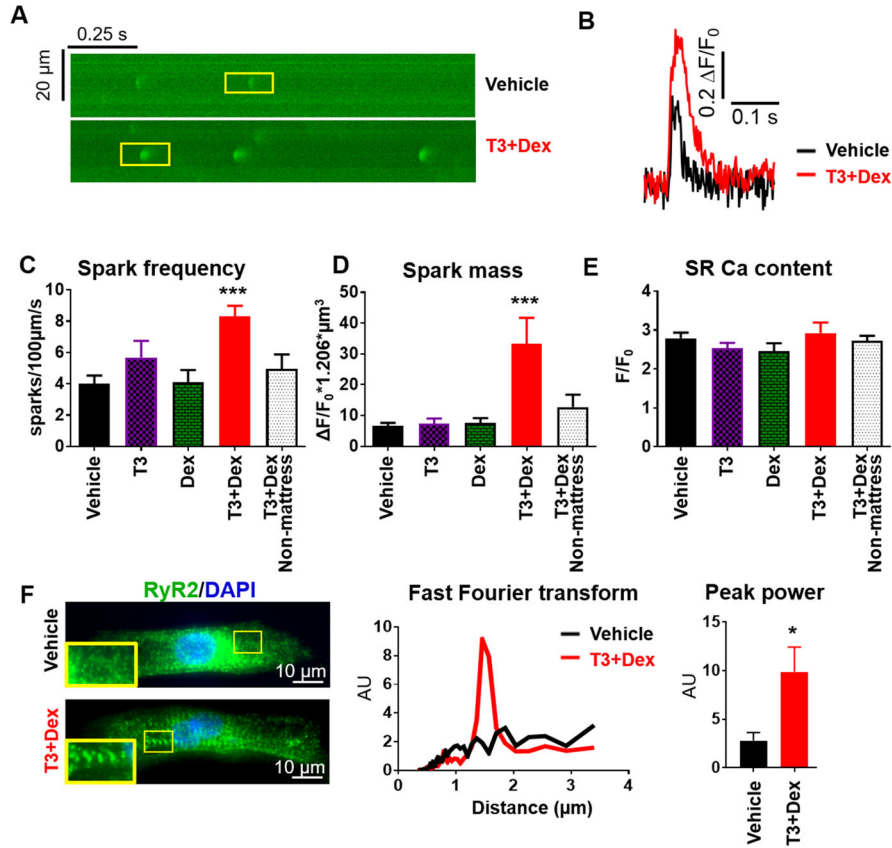 A
0.25 s
20 µm
Vehicle
T3+Dex
B
0.2 ΔF/F0
0.1 s
Vehicle
T3+Dex
C
Spark frequency
sparks/100µm/s
10
8
6
4
2
0
***
Vehicle
T3
Dex
T3+Dex
T3+Dex
Non-mattress
D
Spark mass
ΔF/F0*1.206*µm³
50
40
30
20
10
0
***
Vehicle
T3
Dex
T3+Dex
T3+Dex
Non-mattress
E
SR Ca content
F/F0
4
3
2
1
0
Vehicle
T3
Dex
T3+Dex
T3+Dex
Non-mattress
F
RyR2/DAPI
Vehicle
10 µm
T3+Dex
10 µm
Fast Fourier transform
AU
10
8
6
4
2
0
0
1
2
3
4
Distance (µm)
Vehicle
T3+Dex
Peak power
AU
15
10
5
0
*
Vehicle
T3+Dex